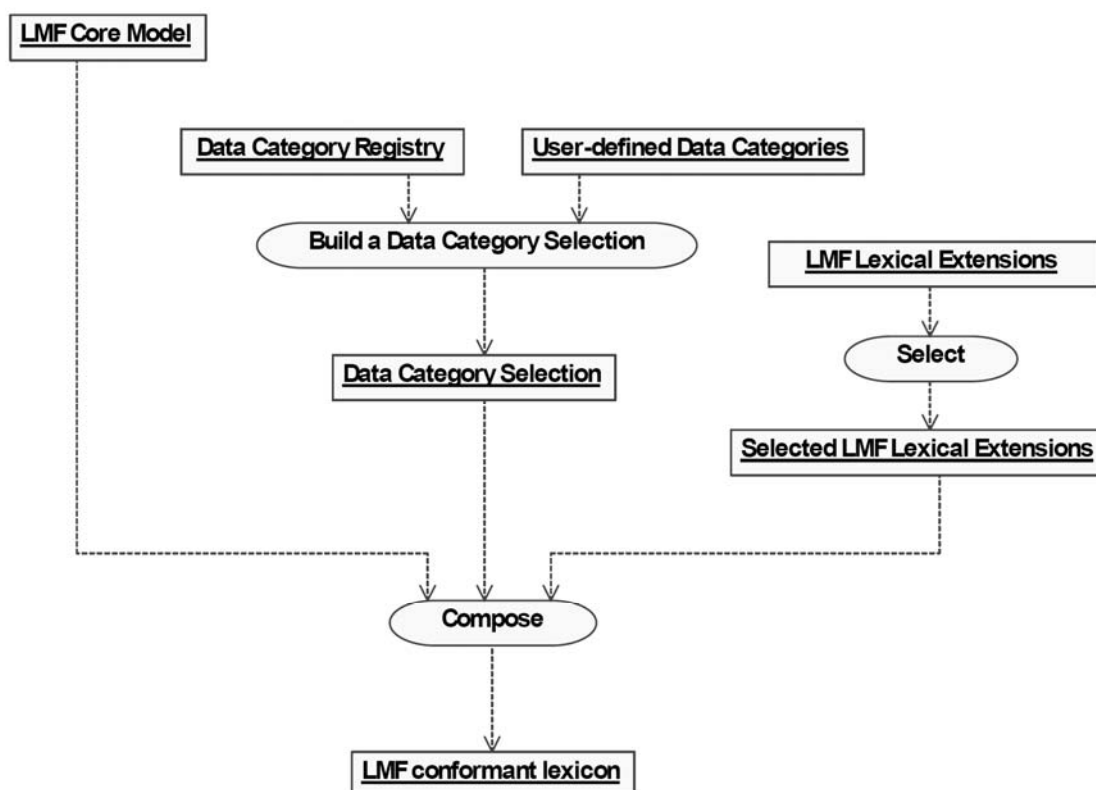 LMF Core Model
Data Category Registry
User-defined Data Categories
Build a Data Category Selection
LMF Lexical Extensions
Select
Data Category Selection
Selected LMF Lexical Extensions
Compose
LMF conformant lexicon